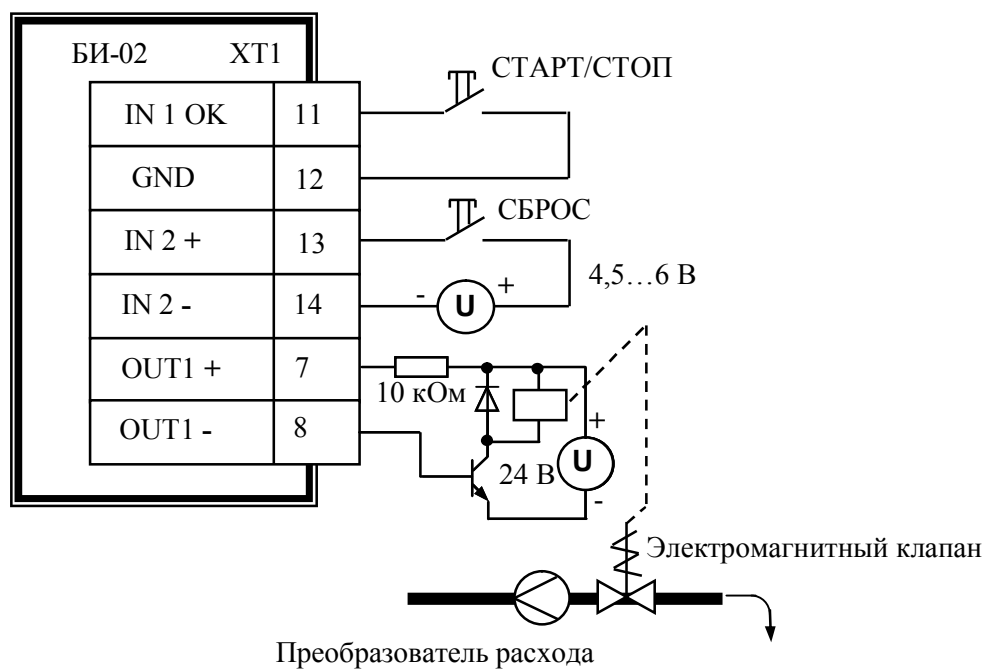 БИ-02 XT1
IN 1 OK 11
GND 12
IN 2 + 13
IN 2 - 14
OUT1 + 7
OUT1 - 8
СТАРТ/СТОП
СБРОС
4,5…6 В
- U +
10 кОм
+
24 В U
-
Электромагнитный клапан
Преобразователь расхода